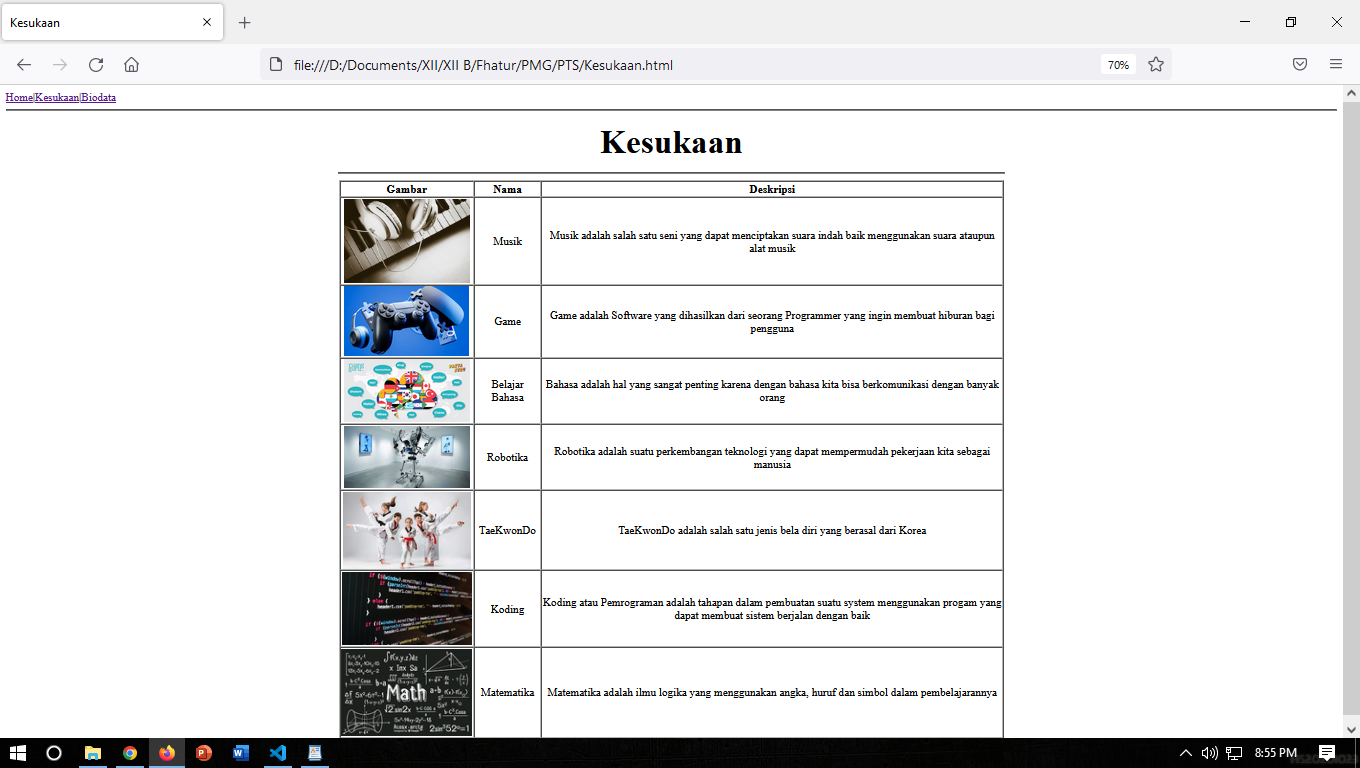 Kesukaan
file:///D:/Documents/XII/XII B/Fhatur/PMG/PTS/Kesukaan.html
70%
Home|Kesukaan|Biodata
Kesukaan
Gambar Nama Deskripsi
Musik
Musik adalah salah satu seni yang dapat menciptakan suara indah baik menggunakan suara ataupun
alat musik
Game
Game adalah Software yang dihasilkan dari seorang Programmer yang ingin membuat hiburan bagi
pengguna
Belajar
Bahasa
Bahasa adalah hal yang sangat penting karena dengan bahasa kita bisa berkomunikasi dengan banyak
orang
Robotika
Robotika adalah suatu perkembangan teknologi yang dapat mempermudah pekerjaan kita sebagai
manusia
TaeKwonDo
TaeKwonDo adalah salah satu jenis bela diri yang berasal dari Korea
Koding
Koding atau Pemrograman adalah tahapan dalam pembuatan suatu system menggunakan progam yang
dapat membuat sistem berjalan dengan baik
Math
Matematika
Matematika adalah ilmu logika yang menggunakan angka, huruf dan simbol dalam pembelajarannya
8:55 PM